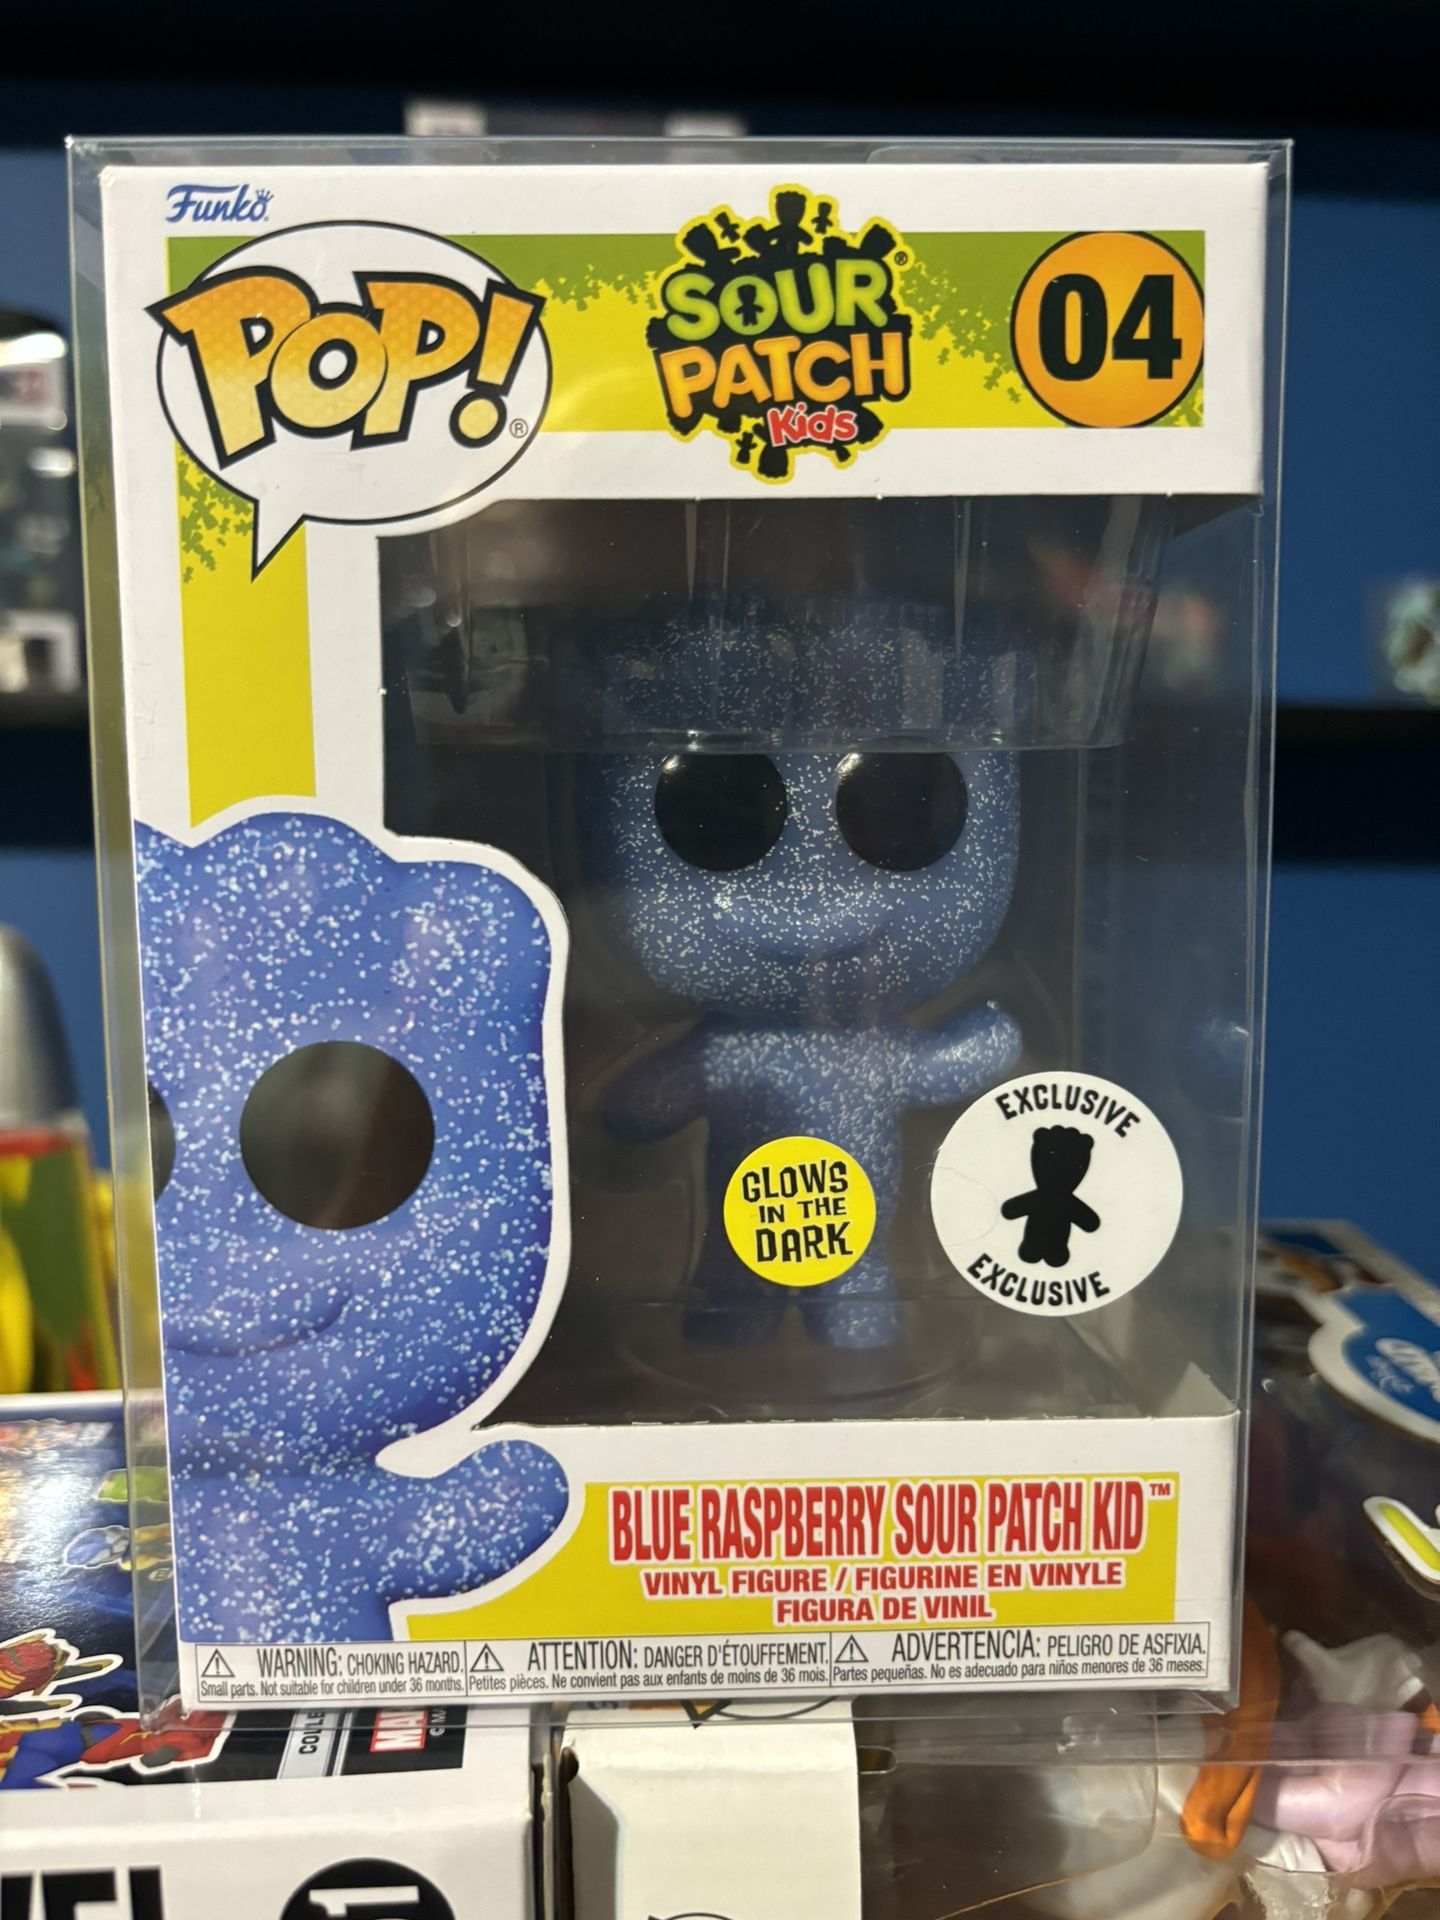 Funko
POP!®
SOUR®
PATCH
Kids
04
EXCLUSIVE
EXCLUSIVE
GLOWS
IN THE
DARK
BLUE RASPBERRY SOUR PATCH KID™
VINYL FIGURE / FIGURINE EN VINYLE
FIGURA DE VINIL
WARNING: CHOKING HAZARD.
Small parts. Not suitable for children under 36 months.
ATTENTION: DANGER D'ÉTOUFFEMENT.
Petites pièces. Ne convient pas aux enfants de moins de 36 mois.
ADVERTENCIA: PELIGRO DE ASFIXIA.
Partes pequeñas. No es adecuado para niños menores de 36 meses.